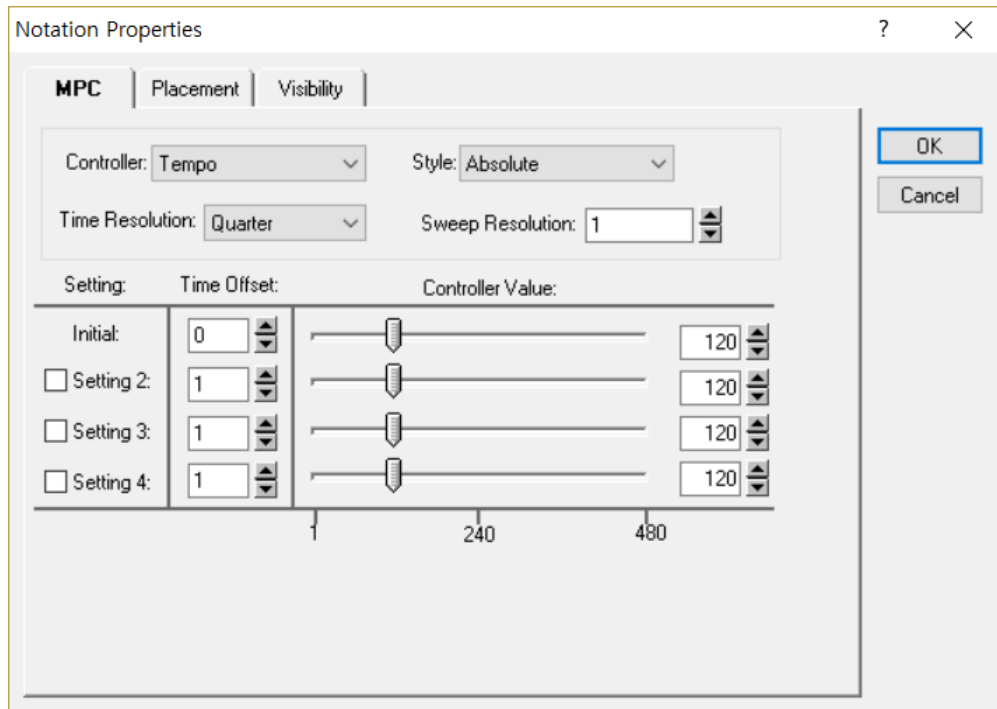 Notation Properties ? ×
MPC Placement Visibility
OK
Cancel
Controller: Tempo Style: Absolute
Time Resolution: Quarter Sweep Resolution: 1
Setting: Time Offset: Controller Value:
Initial: 0 120
Setting 2: 1 120
Setting 3: 1 120
Setting 4: 1 120
1 240 480